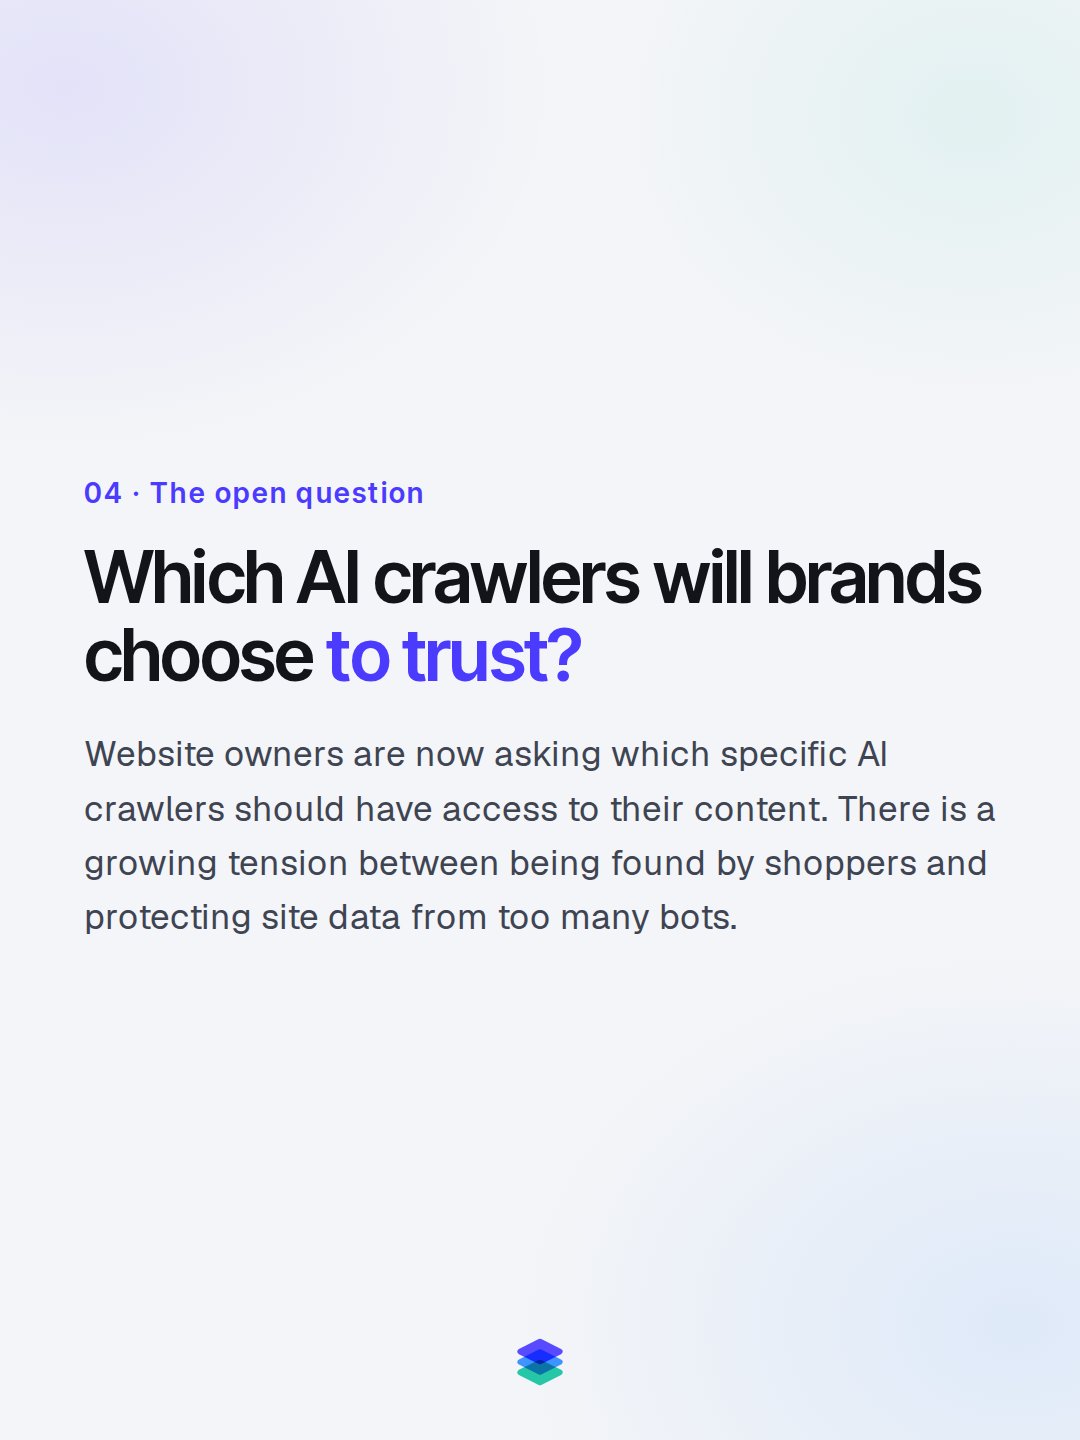 04 · The open question
Which AI crawlers will brands
choose to trust?
Website owners are now asking which specific AI
crawlers should have access to their content. There is a
growing tension between being found by shoppers and
protecting site data from too many bots.